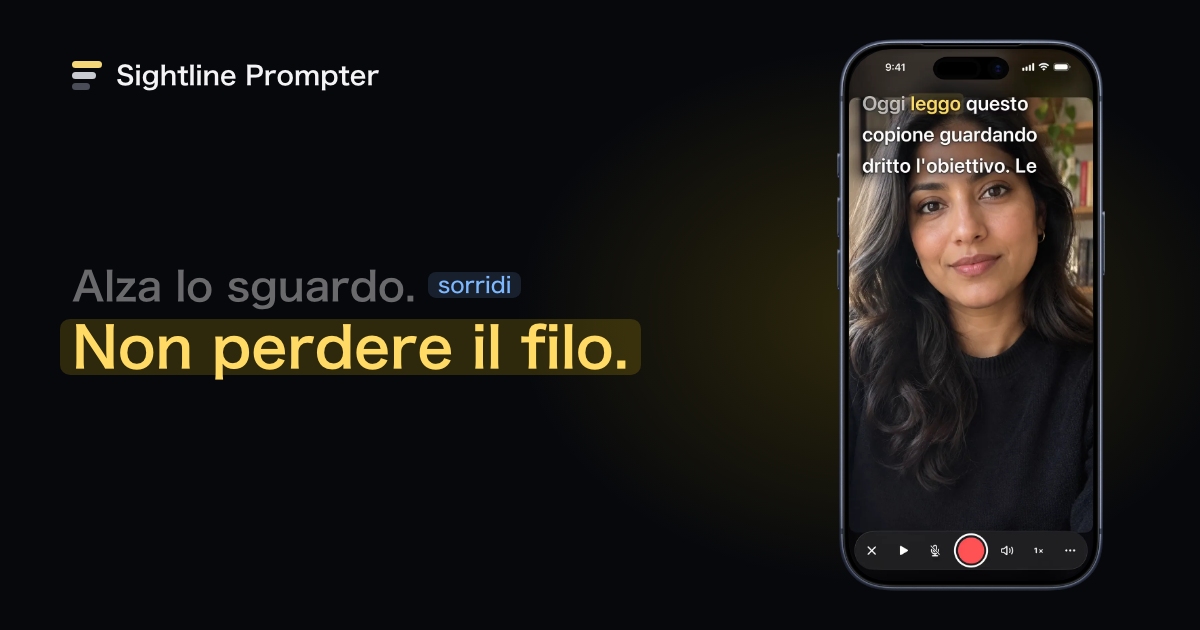 Sightline Prompter
Alza lo sguardo. sorridi
Non perdere il filo.
9:41
Oggi leggo questo
copione guardando
dritto l'obiettivo. Le
1×